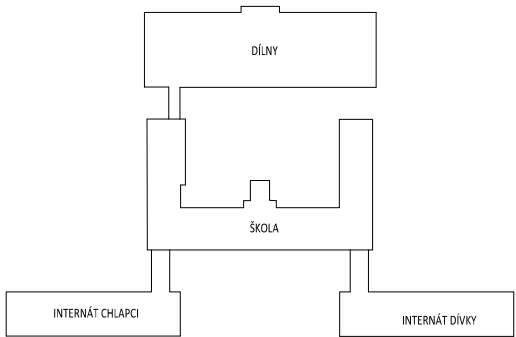 DÍLNY
ŠKOLA
INTERNÁT CHLAPCI
INTERNÁT DÍVKY